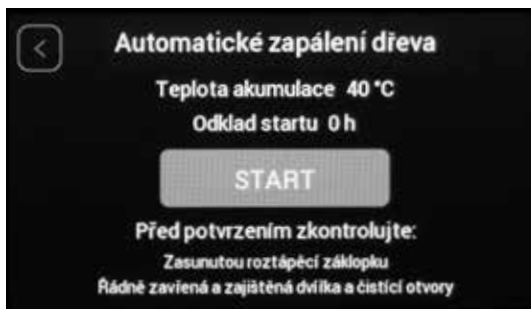 <
Automatické zapálení dřeva
Teplota akumulace 40 °C
Odklad startu 0 h
START
Před potvrzením zkontrolujte:
Zasunutou roztápěcí záklopku
Řádně zavřená a zajištěná dvířka a čistící otvory